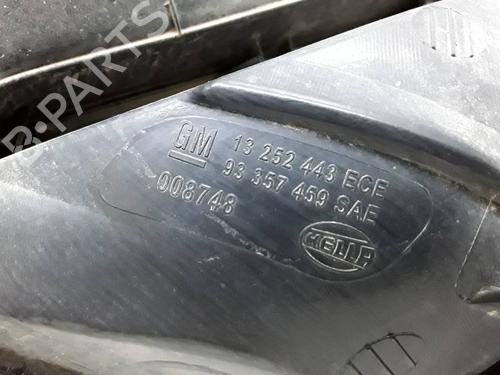 B-PARTS
GM 13 252 443 ECE
93 357 459 SAE
008748
HELLA